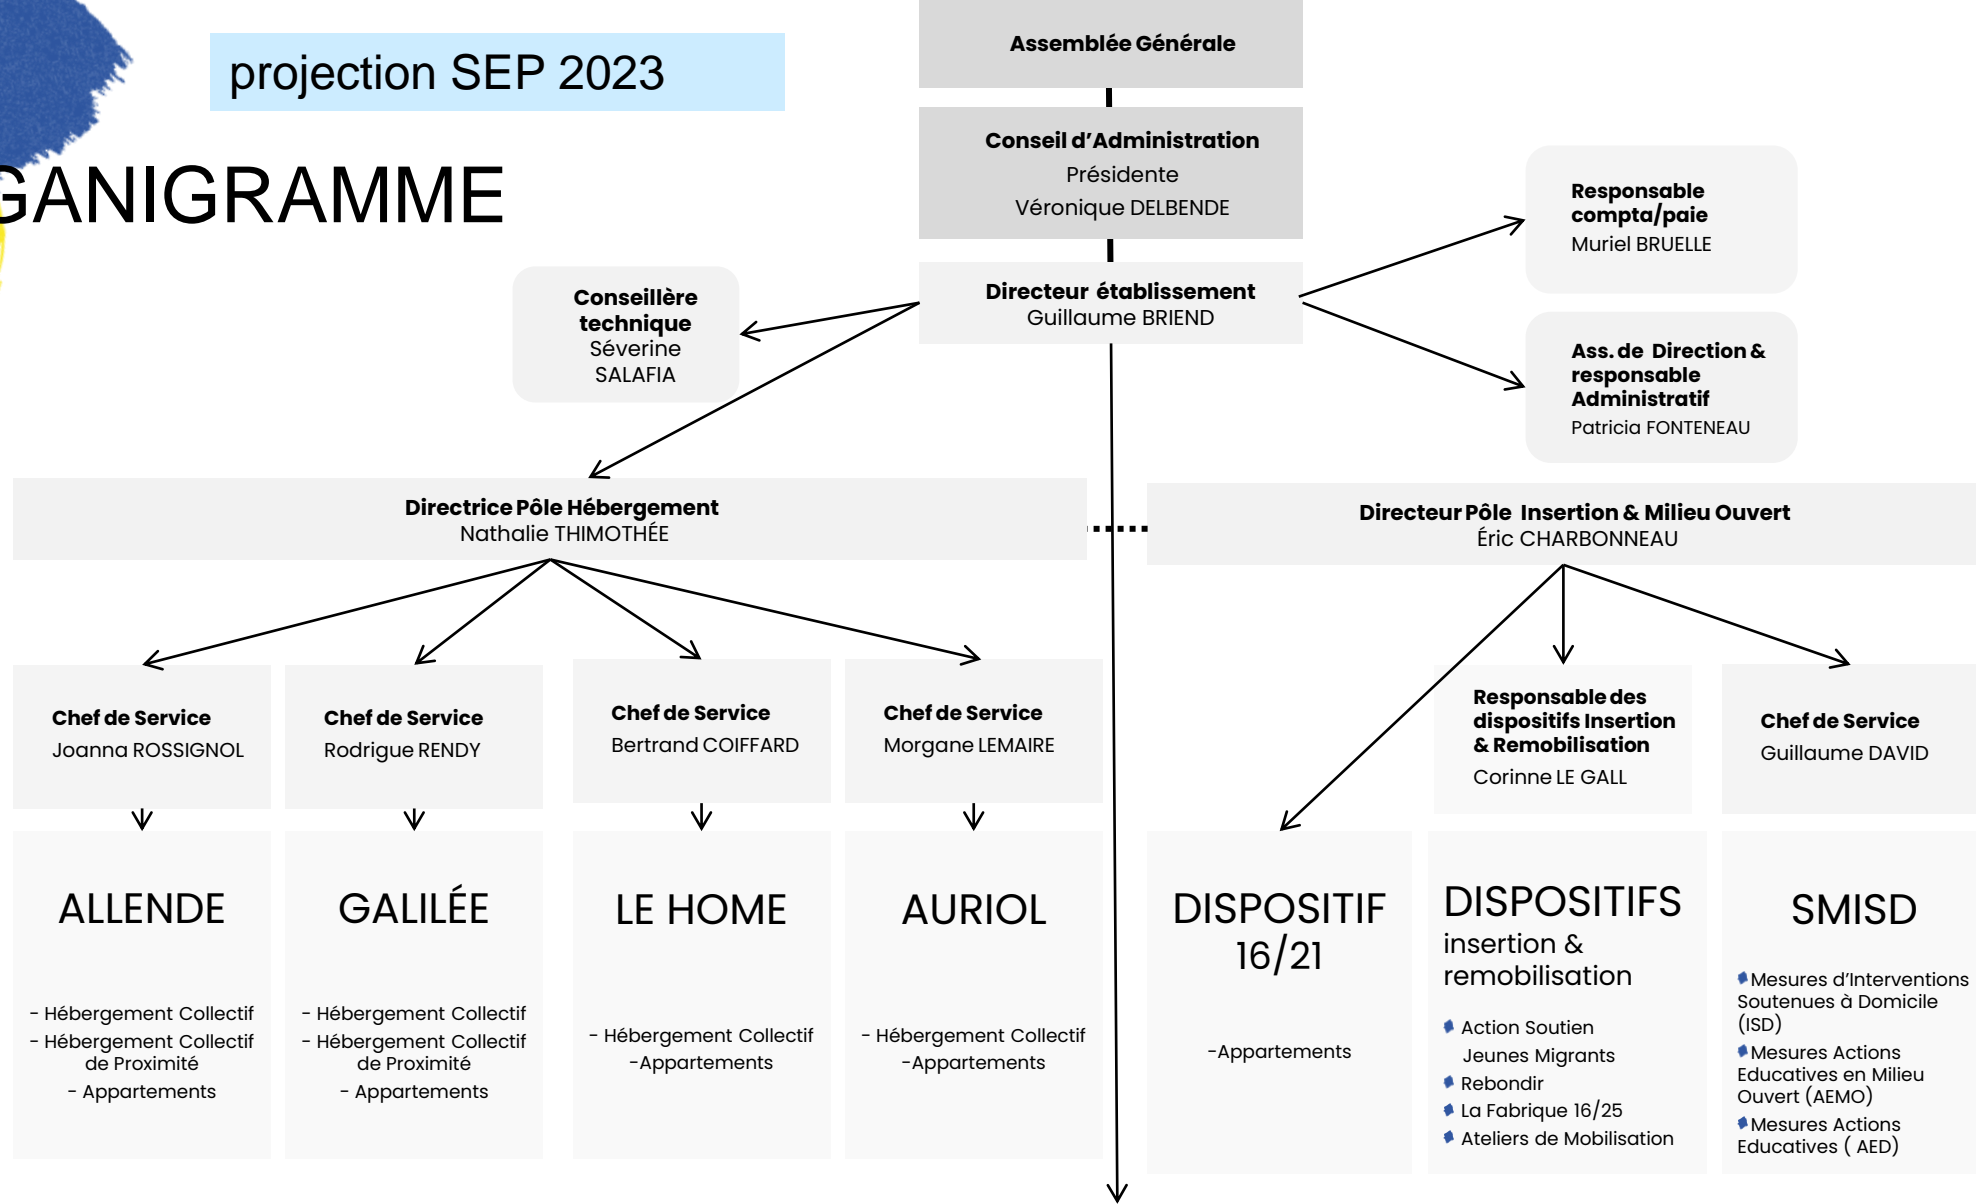 projection SEP 2023
GANIGRAMME
Assemblée Générale
Conseil d’Administration
Présidente
Véronique DELBENDE
Directeur établissement
Guillaume BRIEND
Conseillère
technique
Séverine
SALAFIA
Responsable
compta/paie
Muriel BRUELLE
Ass. de Direction &
responsable
Administratif
Patricia FONTENEAU
Directrice Pôle Hébergement
Nathalie THIMOTHÉE
Directeur Pôle Insertion & Milieu Ouvert
Éric CHARBONNEAU
Chef de Service
Joanna ROSSIGNOL
Chef de Service
Rodrigue RENDY
Chef de Service
Bertrand COIFFARD
Chef de Service
Morgane LEMAIRE
Responsable des
dispositifs Insertion
& Remobilisation
Corinne LE GALL
Chef de Service
Guillaume DAVID
ALLENDE
- Hébergement Collectif
- Hébergement Collectif
de Proximité
- Appartements
GALILÉE
- Hébergement Collectif
- Hébergement Collectif
de Proximité
- Appartements
LE HOME
- Hébergement Collectif
-Appartements
AURIOL
- Hébergement Collectif
-Appartements
DISPOSITIF
16/21
-Appartements
DISPOSITIFS
insertion &
remobilisation
Action Soutien
Jeunes Migrants
Rebondir
La Fabrique 16/25
Ateliers de Mobilisation
SMISD
Mesures d’Interventions
Soutenues à Domicile
(ISD)
Mesures Actions
Educatives en Milieu
Ouvert (AEMO)
Mesures Actions
Educatives ( AED)